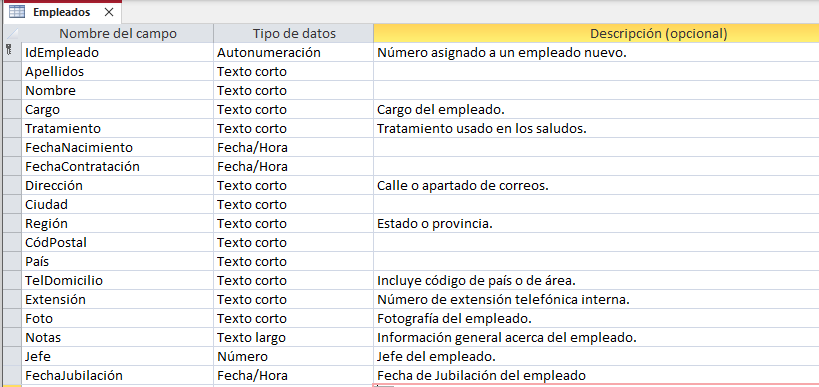 Empleados
Nombre del campo Tipo de datos Descripción (opcional)
IdEmpleado Autonumeración Número asignado a un empleado nuevo.
Apellidos Texto corto
Nombre Texto corto
Cargo Texto corto Cargo del empleado.
Tratamiento Texto corto Tratamiento usado en los saludos.
FechaNacimiento Fecha/Hora
FechaContratación Fecha/Hora
Dirección Texto corto Calle o apartado de correos.
Ciudad Texto corto
Región Texto corto Estado o provincia.
CódPostal Texto corto
País Texto corto
TelDomicilio Texto corto Incluye código de país o de área.
Extensión Texto corto Número de extensión telefónica interna.
Foto Texto corto Fotografía del empleado.
Notas Texto largo Información general acerca del empleado.
Jefe Número Jefe del empleado.
FechaJubilación Fecha/Hora Fecha de Jubilación del empleado